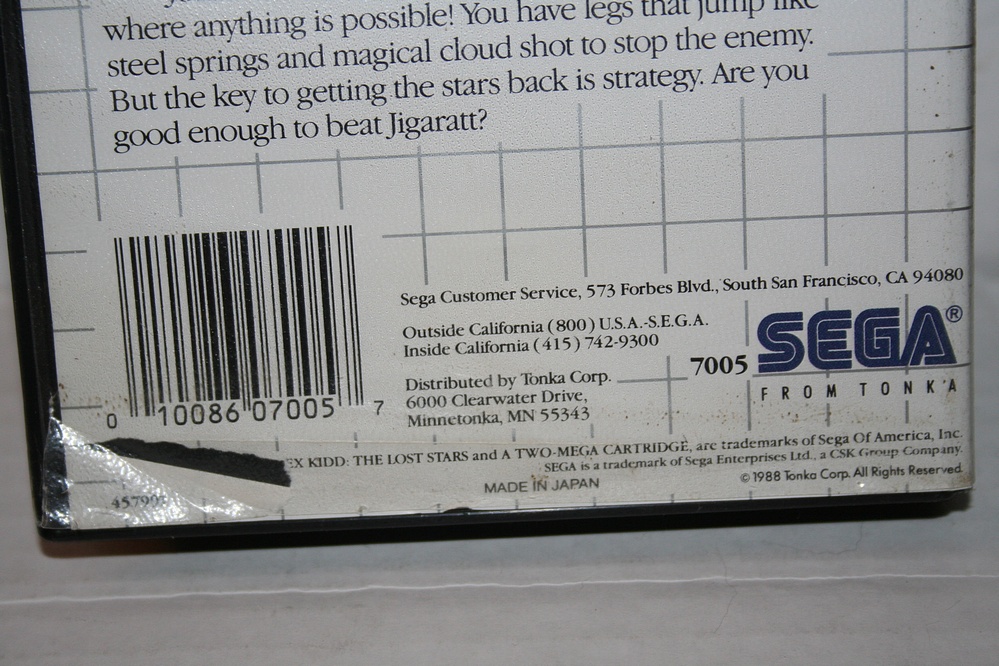 where anything is possible! You have legs that jump like
steel springs and magical cloud shot to stop the enemy.
But the key to getting the stars back is strategy. Are you
good enough to beat Jigaratt?
Sega Customer Service, 573 Forbes Blvd., South San Francisco, CA 94080
Outside California (800) U.S.A.-S.E.G.A.
Inside California (415) 742-9300
7005 SEGA®
FROM TONKA
Distributed by Tonka Corp.
6000 Clearwater Drive,
Minnetonka, MN 55343
0 10086 07005 7
EX KIDD: THE LOST STARS and A TWO-MEGA CARTRIDGE, are trademarks of Sega Of America, Inc.
SEGA is a trademark of Sega Enterprises Ltd., a CSK Group Company.
MADE IN JAPAN
© 1988 Tonka Corp. All Rights Reserved.